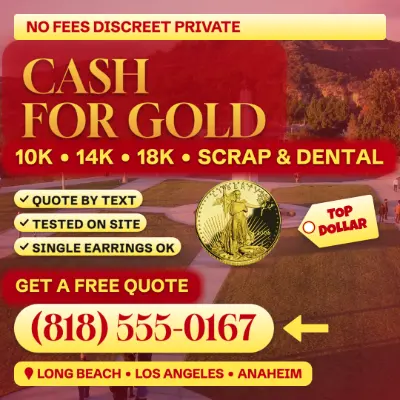 NO FEES DISCREET PRIVATE
CASH
FOR GOLD
10K • 14K • 18K • SCRAP & DENTAL
✓ QUOTE BY TEXT
✓ TESTED ON SITE
✓ SINGLE EARRINGS OK
TOP
DOLLAR
GET A FREE QUOTE
(818) 555-0167
LONG BEACH • LOS ANGELES • ANAHEIM